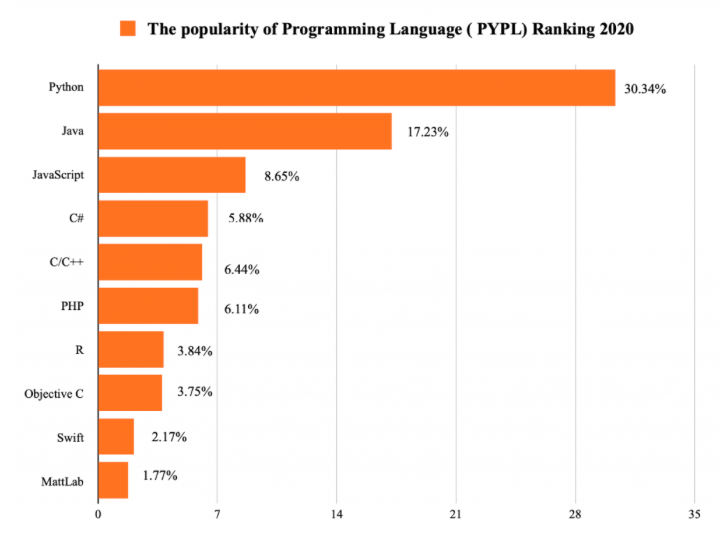 The popularity of Programming Language ( PYPL) Ranking 2020
Python 30.34%
Java 17.23%
JavaScript 8.65%
C# 5.88%
C/C++ 6.44%
PHP 6.11%
R 3.84%
Objective C 3.75%
Swift 2.17%
MattLab 1.77%
0 7 14 21 28 35